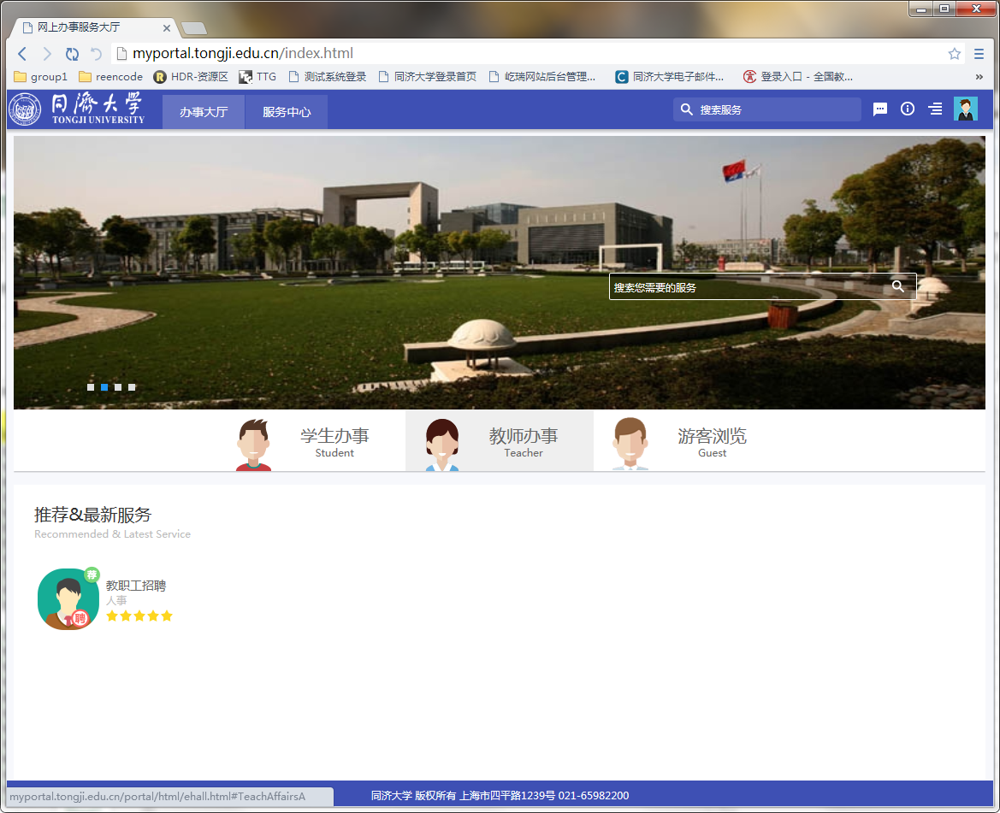 网上办事服务大厅
myportal.tongji.edu.cn/index.html
group1 reencode HDR-资源区 TTG 测试系统登录 同济大学登录首页 屹瑞网站后台管理... 同济大学电子邮件... 登录入口 - 全国教... »
同濟大學
TONGJI UNIVERSITY
办事大厅 服务中心 搜索服务
搜索您需要的服务
学生办事 教师办事 游客浏览
Student Teacher Guest
推荐&最新服务
Recommended & Latest Service
荐
教职工招聘
人事
聘
myportal.tongji.edu.cn/portal/html/ehall.html#TeachAffairsA
同济大学 版权所有 上海市四平路1239号 021-65982200